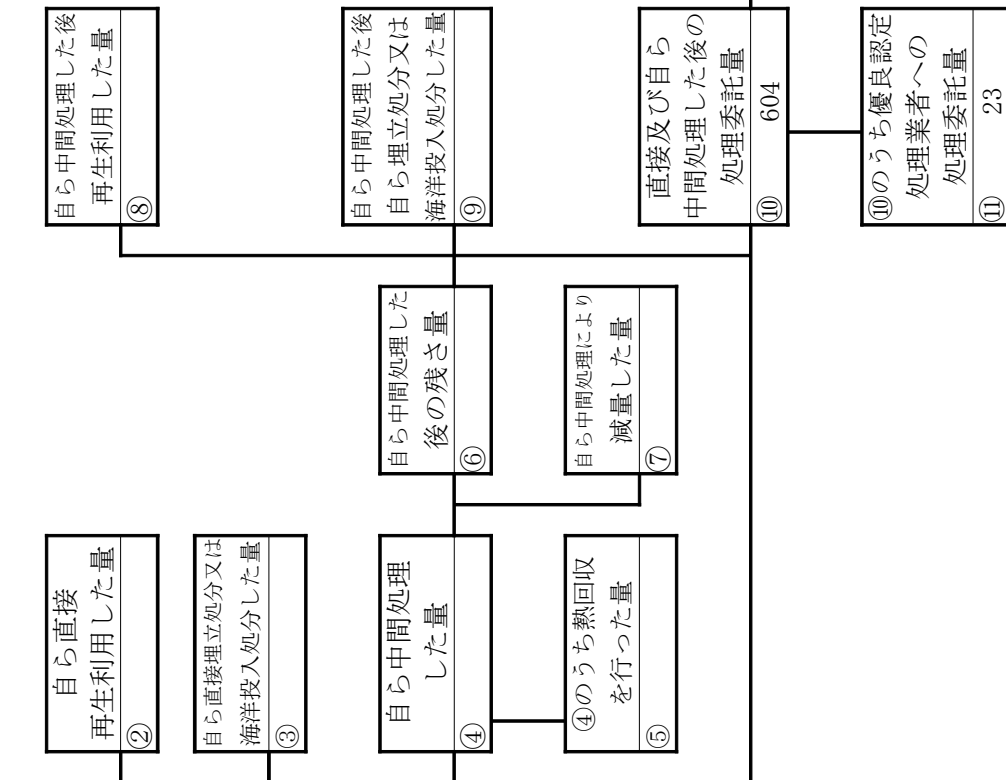 自ら直接
再生利用した量
②
自ら直接埋立処分又は
海洋投入処分した量
③
自ら中間処理
した量
④
④のうち熱回収
を行った量
⑤
自ら中間処理した
後の残さ量
⑥
自ら中間処理により
減量した量
⑦
自ら中間処理した後
再生利用した量
⑧
自ら中間処理した後
自ら埋立処分又は
海洋投入処分した量
⑨
直接及び自ら
中間処理した後の
処理委託量
⑩ 604
⑩のうち優良認定
処理業者への
処理委託量
⑪ 23